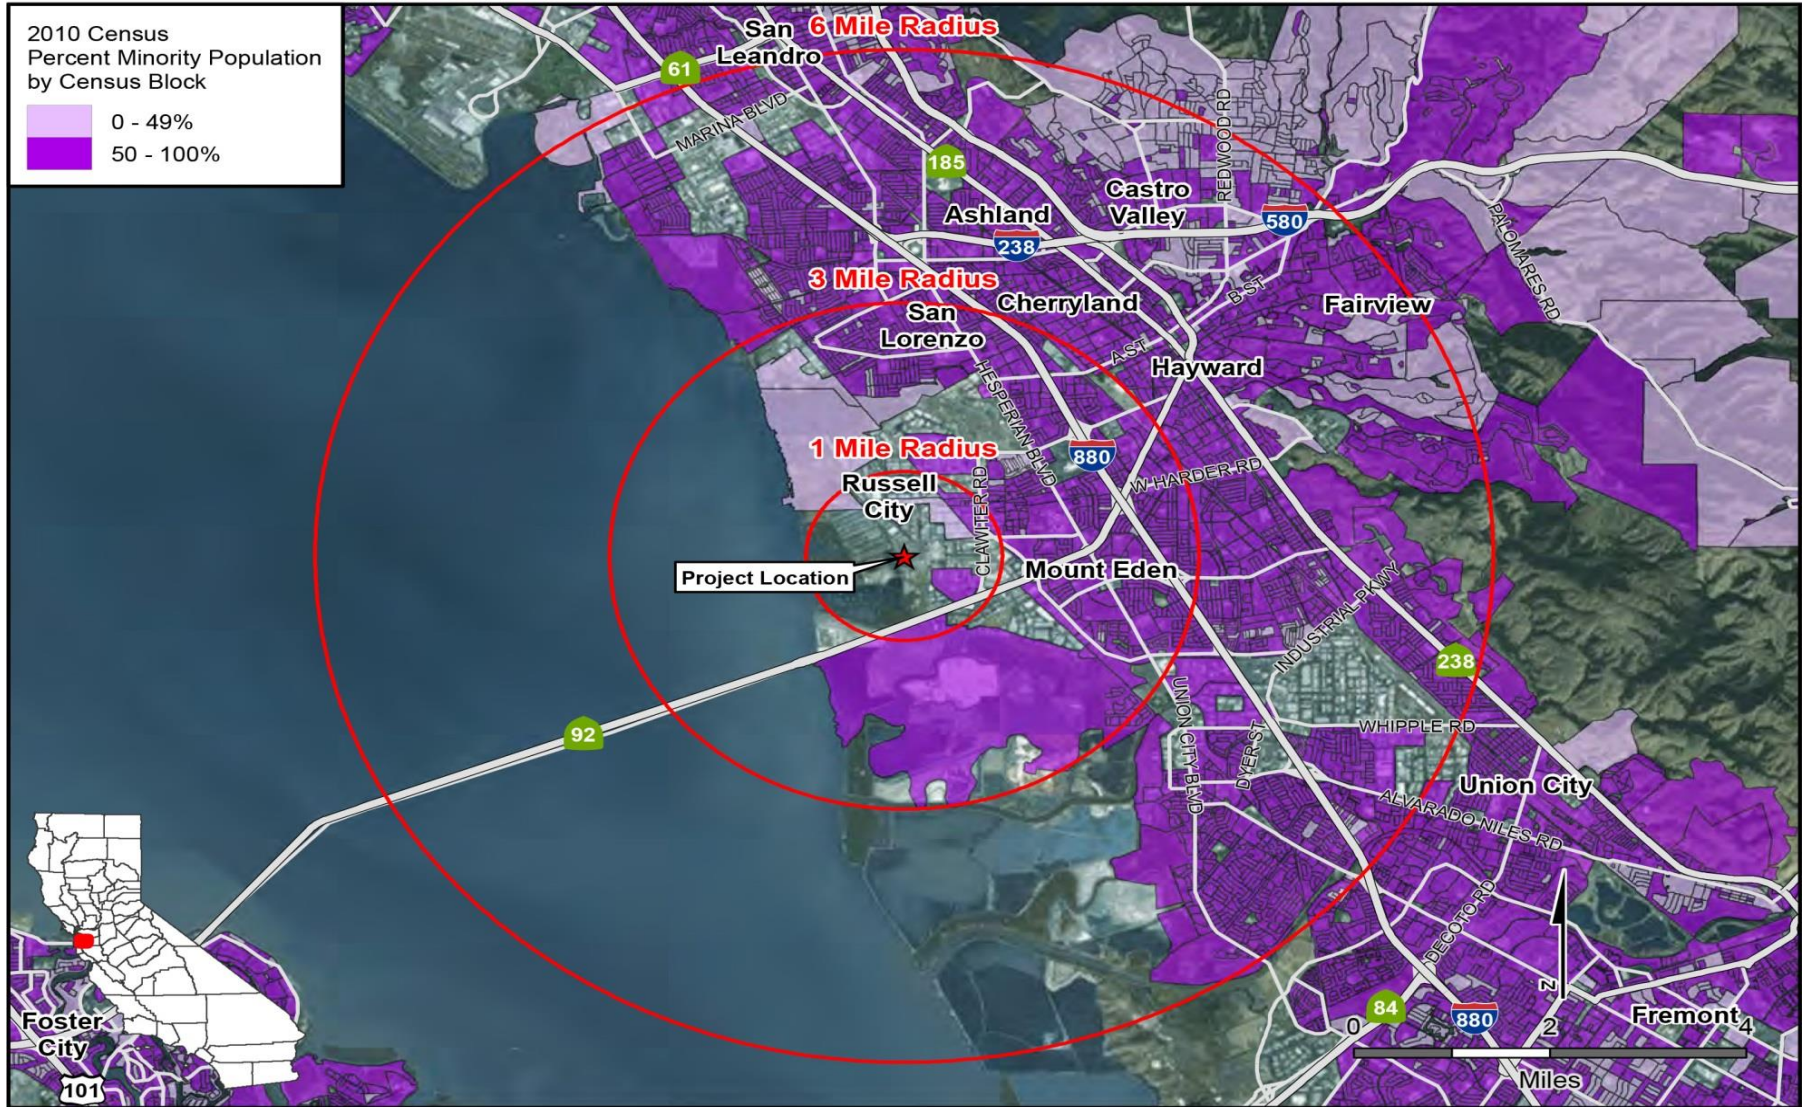 2010 Census
Percent Minority Population
by Census Block
0 - 49%
50 - 100%
San
Leandro
6 Mile Radius
61
MARINA BLVD
185
REDWOOD RD
Castro
Valley
Ashland
238
580
PALOMARES RD
3 Mile Radius
Cherryland
B ST
Fairview
San
Lorenzo
A ST
Hayward
HESPERIAN BLVD
1 Mile Radius
880
W HARDER RD
Russell
City
CLAWITER RD
Project Location
Mount Eden
INDUSTRIAL PKWY
238
UNION CITY BLVD
DYER ST
WHIPPLE RD
92
Union City
ALVARADO NILES RD
DECOTO RD
Z
84
880
Fremont
0
2
4
Miles
Foster
City
101